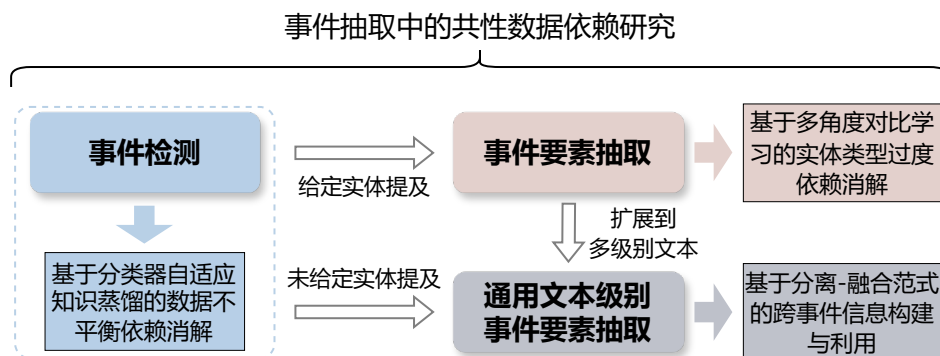 事件抽取中的共性数据依赖研究
事件检测
给定实体提及
事件要素抽取
基于多角度对比学
习的实体类型过度
依赖消解
扩展到
多级别文本
基于分类器自适应
知识蒸馏的数据不
平衡依赖消解
未给定实体提及
通用文本级别
事件要素抽取
基于分离-融合范式
的跨事件信息构建
与利用